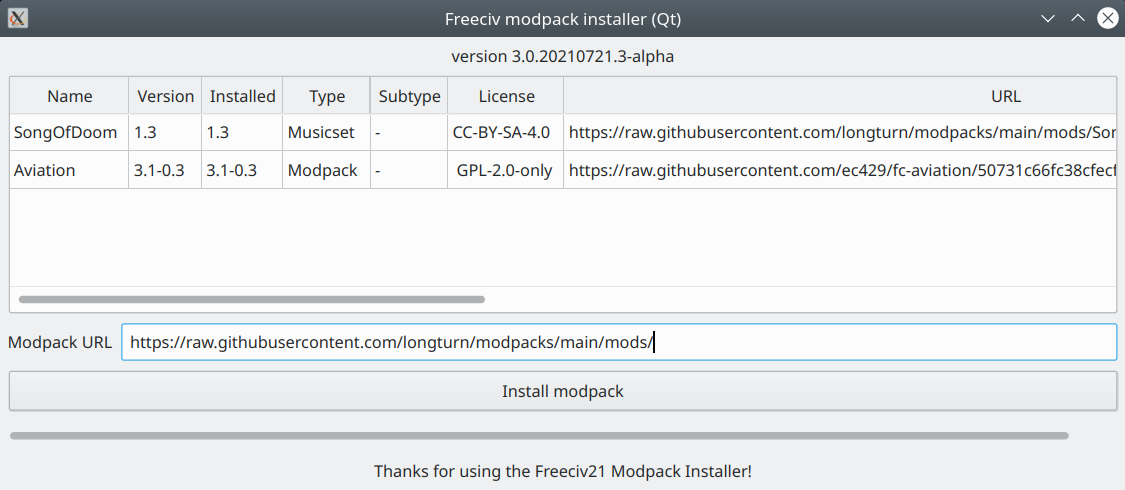 Freeciv modpack installer (Qt)
version 3.0.20210721.3-alpha
Name Version Installed Type Subtype License URL
SongOfDoom 1.3 1.3 Musicset - CC-BY-SA-4.0 https://raw.githubusercontent.com/longturn/modpacks/main/mods/Son
Aviation 3.1-0.3 3.1-0.3 Modpack - GPL-2.0-only https://raw.githubusercontent.com/ec429/fc-aviation/50731c66fc38cfecf
Modpack URL https://raw.githubusercontent.com/longturn/modpacks/main/mods/
Install modpack
Thanks for using the Freeciv21 Modpack Installer!